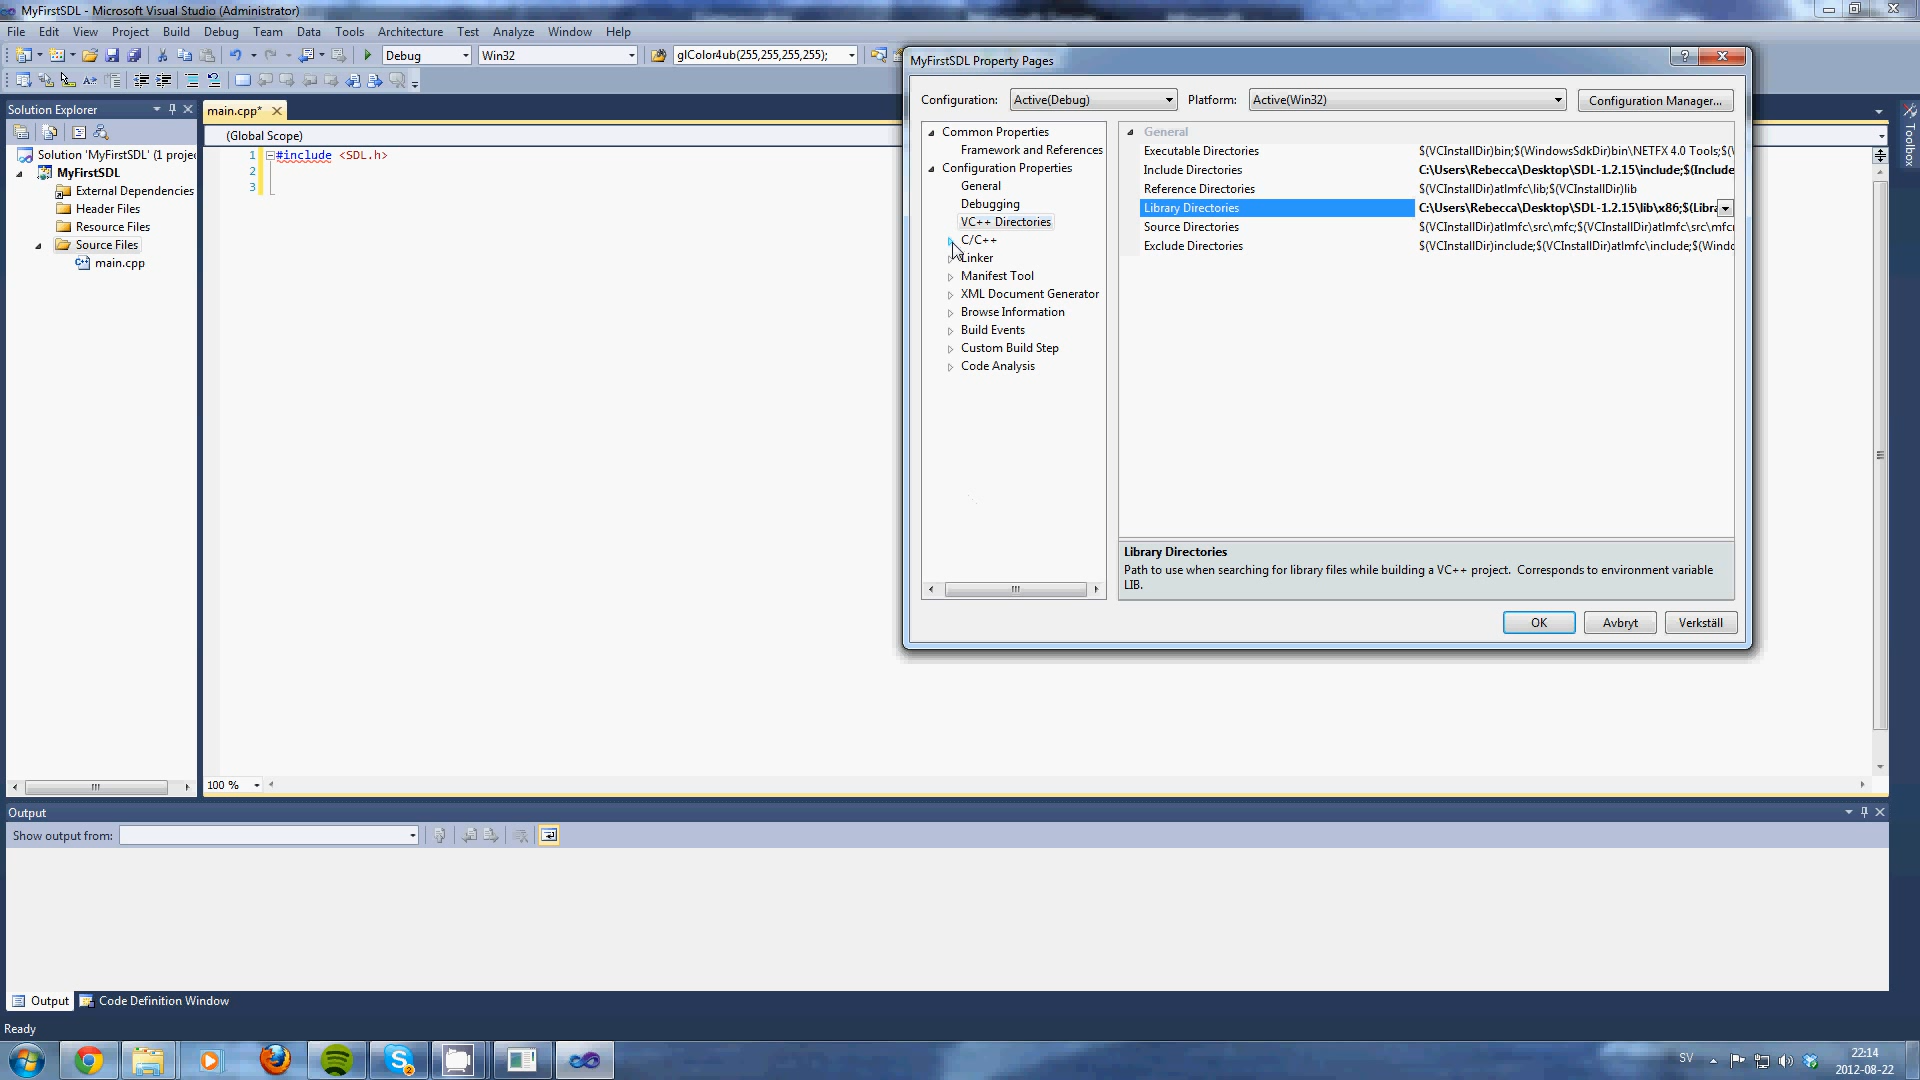 MyFirstSDL - Microsoft Visual Studio (Administrator)
File Edit View Project Build Debug Team Data Tools Architecture Test Analyze Window Help
Debug Win32 glColor4ub(255,255,255,255);
Solution Explorer
Solution 'MyFirstSDL' (1 projec
MyFirstSDL
External Dependencies
Header Files
Resource Files
Source Files
main.cpp
main.cpp*
(Global Scope)
1 #include <SDL.h>
2
3
100 %
MyFirstSDL Property Pages
Configuration: Active(Debug) Platform: Active(Win32) Configuration Manager...
Common Properties
Framework and References
Configuration Properties
General
Debugging
VC++ Directories
C/C++
Linker
Manifest Tool
XML Document Generator
Browse Information
Build Events
Custom Build Step
Code Analysis
General
Executable Directories $(VCInstallDir)bin;$(WindowsSdkDir)bin\NETFX 4.0 Tools;$(
Include Directories C:\Users\Rebecca\Desktop\SDL-1.2.15\include;$(Include
Reference Directories $(VCInstallDir)atlmfc\lib;$(VCInstallDir)lib
Library Directories C:\Users\Rebecca\Desktop\SDL-1.2.15\lib\x86;$(Libra
Source Directories $(VCInstallDir)atlmfc\src\mfc;$(VCInstallDir)atlmfc\src\mfc
Exclude Directories $(VCInstallDir)include;$(VCInstallDir)atlmfc\include;$(Windo
Library Directories
Path to use when searching for library files while building a VC++ project. Corresponds to environment variable
LIB.
OK Avbryt Verkställ
Toolbox
Output
Show output from:
Output Code Definition Window
Ready
SV
22:14
2012-08-22